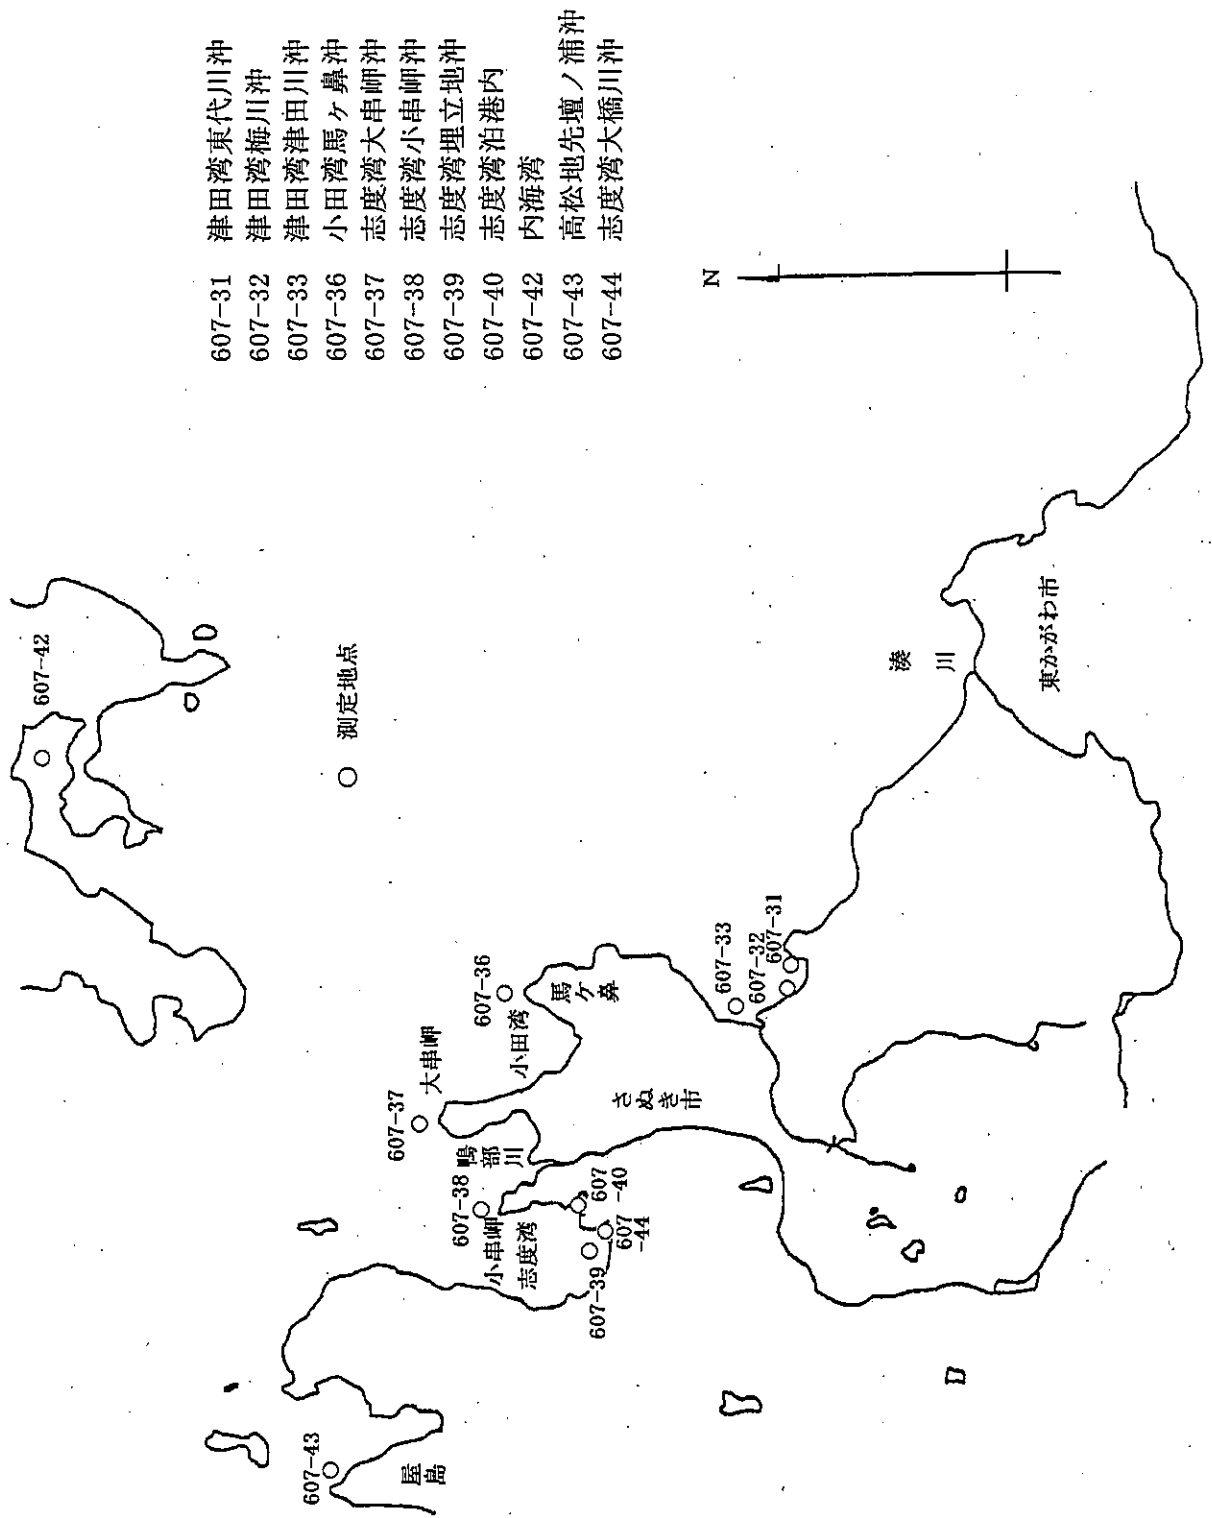 607-31 津田湾東代川沖
607-32 津田湾梅川沖
607-33 津田湾津田川沖
607-36 小田湾馬ヶ鼻沖
607-37 志度湾大串岬沖
607-38 志度湾小串岬沖
607-39 志度湾埋立地沖
607-40 志度湾泊港内
607-42 内海湾
607-43 高松地先壇ノ浦沖
607-44 志度湾大橋川沖
N
607-42
○ 測定地点
湊川
東かがわ市
607-33
607-32
607-31
607-36
馬ケ鼻
小田湾
大串岬
607-37
さぬき市
鴨部川
607-38
小串岬
志度湾
607
-40
607
-44
607-39
607-43
屋島